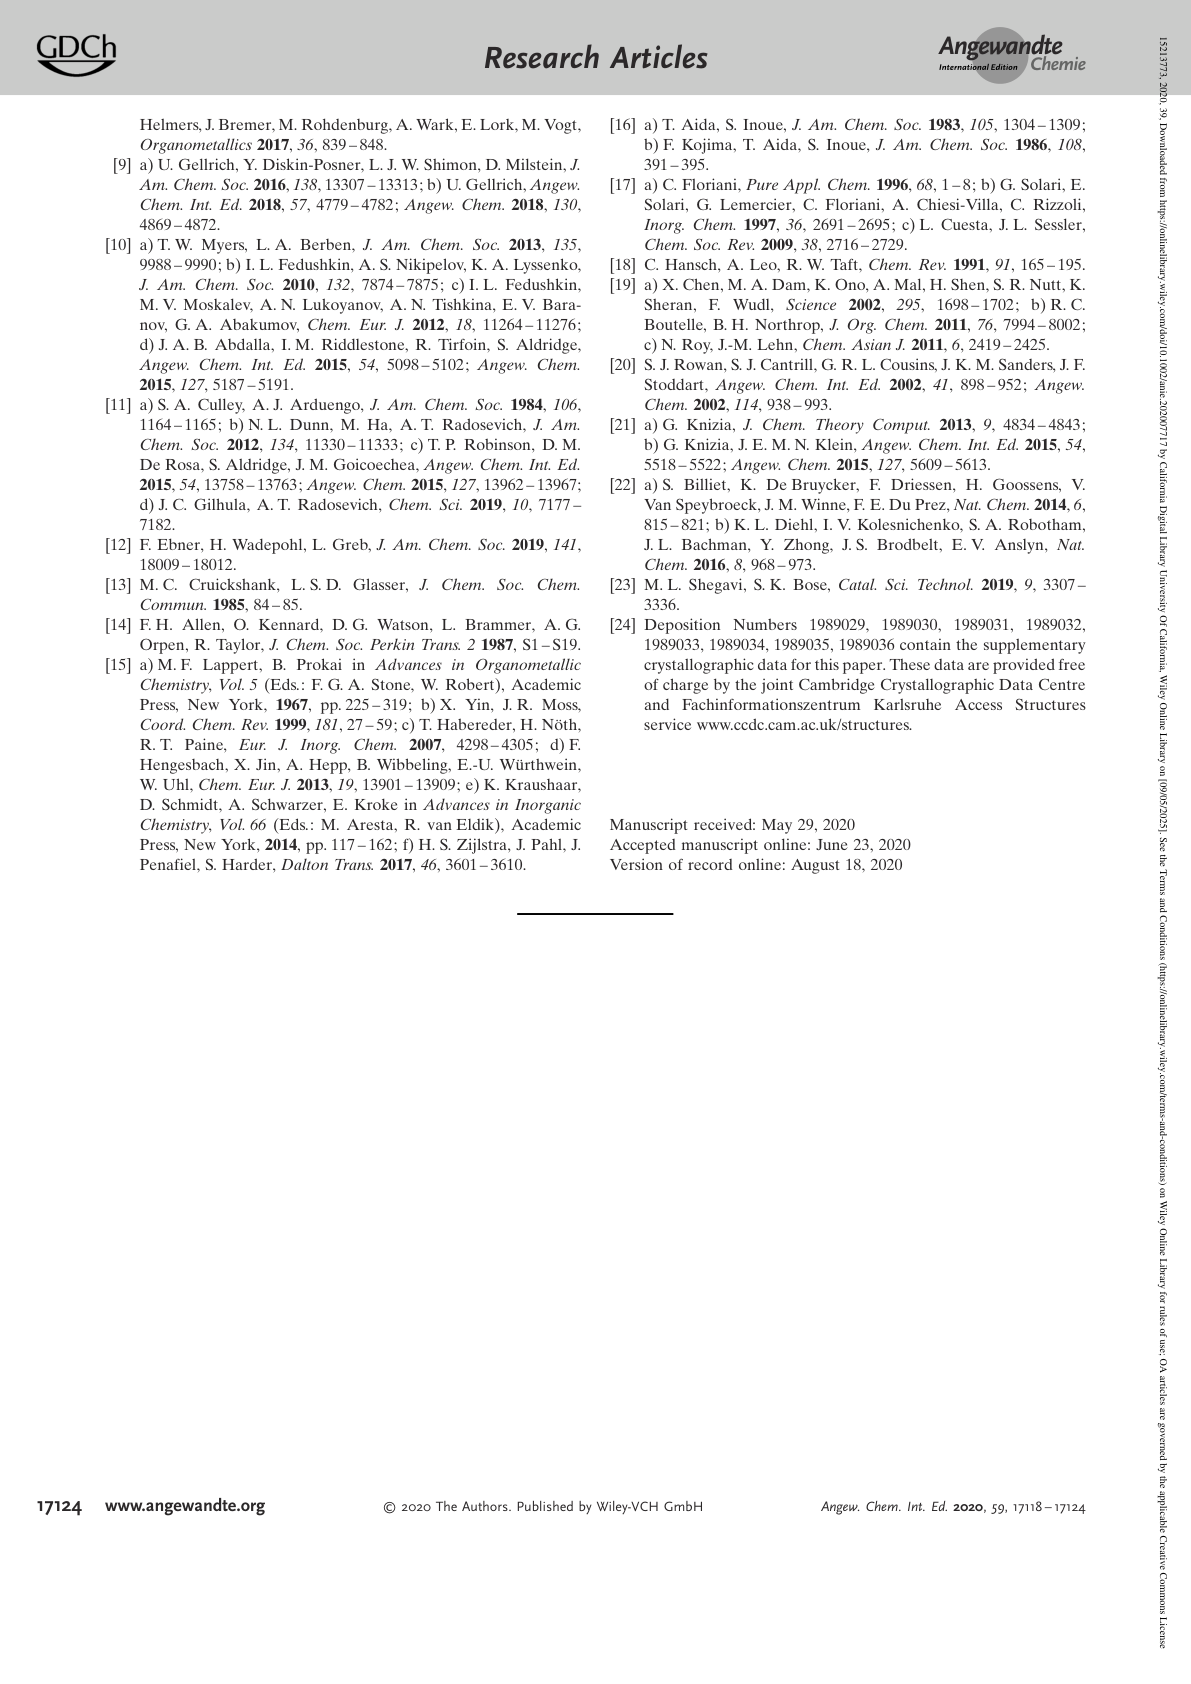 GDCh
Research Articles
Angewandte
International Edition Chemie
Helmers, J. Bremer, M. Rohdenburg, A. Wark, E. Lork, M. Vogt,
Organometallics 2017, 36, 839–848.
[9] a) U. Gellrich, Y. Diskin-Posner, L. J. W. Shimon, D. Milstein, J.
Am. Chem. Soc. 2016, 138, 13307–13313; b) U. Gellrich, Angew.
Chem. Int. Ed. 2018, 57, 4779–4782; Angew. Chem. 2018, 130,
4869–4872.
[10] a) T. W. Myers, L. A. Berben, J. Am. Chem. Soc. 2013, 135,
9988–9990; b) I. L. Fedushkin, A. S. Nikipelov, K. A. Lyssenko,
J. Am. Chem. Soc. 2010, 132, 7874–7875; c) I. L. Fedushkin,
M. V. Moskalev, A. N. Lukoyanov, A. N. Tishkina, E. V. Bara-
nov, G. A. Abakumov, Chem. Eur. J. 2012, 18, 11264–11276;
d) J. A. B. Abdalla, I. M. Riddlestone, R. Tirfoin, S. Aldridge,
Angew. Chem. Int. Ed. 2015, 54, 5098–5102; Angew. Chem.
2015, 127, 5187–5191.
[11] a) S. A. Culley, A. J. Arduengo, J. Am. Chem. Soc. 1984, 106,
1164–1165; b) N. L. Dunn, M. Ha, A. T. Radosevich, J. Am.
Chem. Soc. 2012, 134, 11330–11333; c) T. P. Robinson, D. M.
De Rosa, S. Aldridge, J. M. Goicoechea, Angew. Chem. Int. Ed.
2015, 54, 13758–13763; Angew. Chem. 2015, 127, 13962–13967;
d) J. C. Gilhula, A. T. Radosevich, Chem. Sci. 2019, 10, 7177–
7182.
[12] F. Ebner, H. Wadepohl, L. Greb, J. Am. Chem. Soc. 2019, 141,
18009–18012.
[13] M. C. Cruickshank, L. S. D. Glasser, J. Chem. Soc. Chem.
Commun. 1985, 84–85.
[14] F. H. Allen, O. Kennard, D. G. Watson, L. Brammer, A. G.
Orpen, R. Taylor, J. Chem. Soc. Perkin Trans. 2 1987, S1–S19.
[15] a) M. F. Lappert, B. Prokai in Advances in Organometallic
Chemistry, Vol. 5 (Eds.: F. G. A. Stone, W. Robert), Academic
Press, New York, 1967, pp. 225–319; b) X. Yin, J. R. Moss,
Coord. Chem. Rev. 1999, 181, 27–59; c) T. Habereder, H. Nöth,
R. T. Paine, Eur. J. Inorg. Chem. 2007, 4298–4305; d) F.
Hengesbach, X. Jin, A. Hepp, B. Wibbeling, E.-U. Würthwein,
W. Uhl, Chem. Eur. J. 2013, 19, 13901–13909; e) K. Kraushaar,
D. Schmidt, A. Schwarzer, E. Kroke in Advances in Inorganic
Chemistry, Vol. 66 (Eds.: M. Aresta, R. van Eldik), Academic
Press, New York, 2014, pp. 117–162; f) H. S. Zijlstra, J. Pahl, J.
Penafiel, S. Harder, Dalton Trans. 2017, 46, 3601–3610.
[16] a) T. Aida, S. Inoue, J. Am. Chem. Soc. 1983, 105, 1304–1309;
b) F. Kojima, T. Aida, S. Inoue, J. Am. Chem. Soc. 1986, 108,
391–395.
[17] a) C. Floriani, Pure Appl. Chem. 1996, 68, 1–8; b) G. Solari, E.
Solari, G. Lemercier, C. Floriani, A. Chiesi-Villa, C. Rizzoli,
Inorg. Chem. 1997, 36, 2691–2695; c) L. Cuesta, J. L. Sessler,
Chem. Soc. Rev. 2009, 38, 2716–2729.
[18] C. Hansch, A. Leo, R. W. Taft, Chem. Rev. 1991, 91, 165–195.
[19] a) X. Chen, M. A. Dam, K. Ono, A. Mal, H. Shen, S. R. Nutt, K.
Sheran, F. Wudl, Science 2002, 295, 1698–1702; b) R. C.
Boutelle, B. H. Northrop, J. Org. Chem. 2011, 76, 7994–8002;
c) N. Roy, J.-M. Lehn, Chem. Asian J. 2011, 6, 2419–2425.
[20] S. J. Rowan, S. J. Cantrill, G. R. L. Cousins, J. K. M. Sanders, J. F.
Stoddart, Angew. Chem. Int. Ed. 2002, 41, 898–952; Angew.
Chem. 2002, 114, 938–993.
[21] a) G. Knizia, J. Chem. Theory Comput. 2013, 9, 4834–4843;
b) G. Knizia, J. E. M. N. Klein, Angew. Chem. Int. Ed. 2015, 54,
5518–5522; Angew. Chem. 2015, 127, 5609–5613.
[22] a) S. Billiet, K. De Bruycker, F. Driessen, H. Goossens, V.
Van Speybroeck, J. M. Winne, F. E. Du Prez, Nat. Chem. 2014, 6,
815–821; b) K. L. Diehl, I. V. Kolesnichenko, S. A. Robotham,
J. L. Bachman, Y. Zhong, J. S. Brodbelt, E. V. Anslyn, Nat.
Chem. 2016, 8, 968–973.
[23] M. L. Shegavi, S. K. Bose, Catal. Sci. Technol. 2019, 9, 3307–
3336.
[24] Deposition Numbers 1989029, 1989030, 1989031, 1989032,
1989033, 1989034, 1989035, 1989036 contain the supplementary
crystallographic data for this paper. These data are provided free
of charge by the joint Cambridge Crystallographic Data Centre
and Fachinformationszentrum Karlsruhe Access Structures
service www.ccdc.cam.ac.uk/structures.
Manuscript received: May 29, 2020
Accepted manuscript online: June 23, 2020
Version of record online: August 18, 2020
17124 www.angewandte.org
© 2020 The Authors. Published by Wiley-VCH GmbH
Angew. Chem. Int. Ed. 2020, 59, 17118–17124
15213773, 2020, 39, Downloaded from https://onlinelibrary.wiley.com/doi/10.1002/anie.202007717 by California Digital Library University Of California, Wiley Online Library on [09/05/2025]. See the Terms and Conditions (https://onlinelibrary.wiley.com/terms-and-conditions) on Wiley Online Library for rules of use; OA articles are governed by the applicable Creative Commons License